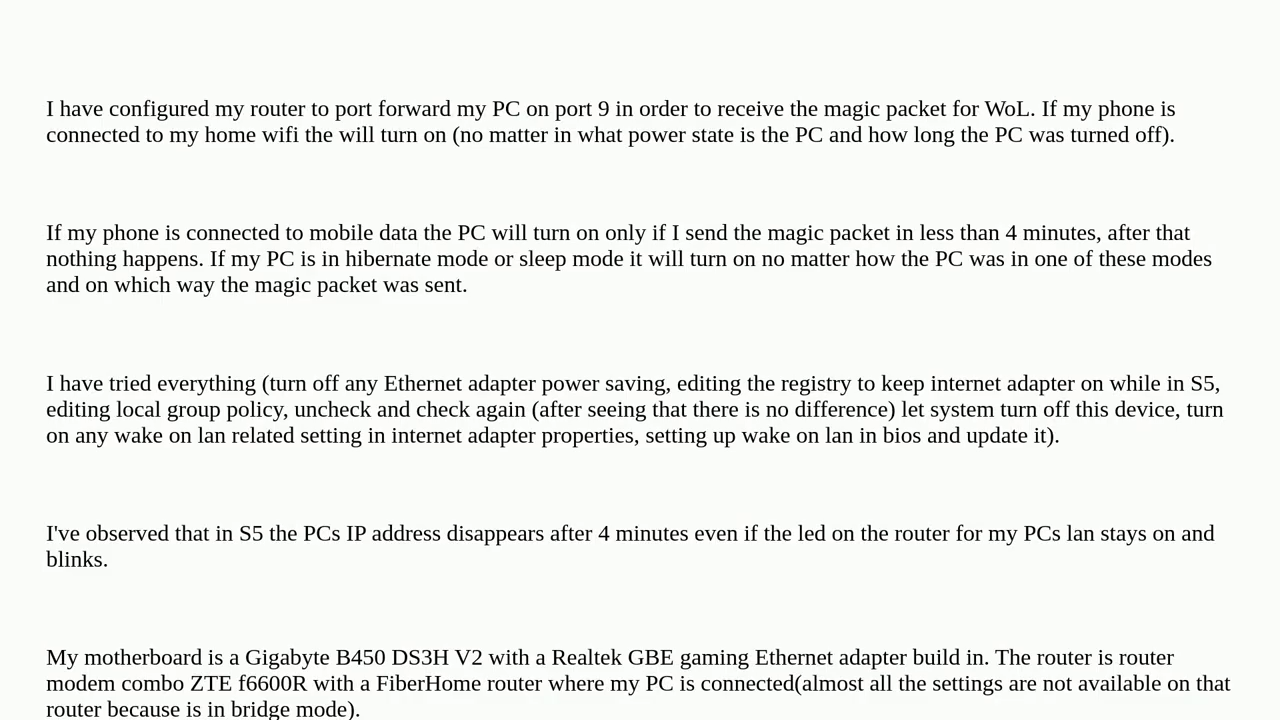 I have configured my router to port forward my PC on port 9 in order to receive the magic packet for WoL. If my phone is
connected to my home wifi the will turn on (no matter in what power state is the PC and how long the PC was turned off).
If my phone is connected to mobile data the PC will turn on only if I send the magic packet in less than 4 minutes, after that
nothing happens. If my PC is in hibernate mode or sleep mode it will turn on no matter how the PC was in one of these modes
and on which way the magic packet was sent.
I have tried everything (turn off any Ethernet adapter power saving, editing the registry to keep internet adapter on while in S5,
editing local group policy, uncheck and check again (after seeing that there is no difference) let system turn off this device, turn
on any wake on lan related setting in internet adapter properties, setting up wake on lan in bios and update it).
I've observed that in S5 the PCs IP address disappears after 4 minutes even if the led on the router for my PCs lan stays on and
blinks.
My motherboard is a Gigabyte B450 DS3H V2 with a Realtek GBE gaming Ethernet adapter build in. The router is router
modem combo ZTE f6600R with a FiberHome router where my PC is connected(almost all the settings are not available on that
router because is in bridge mode).